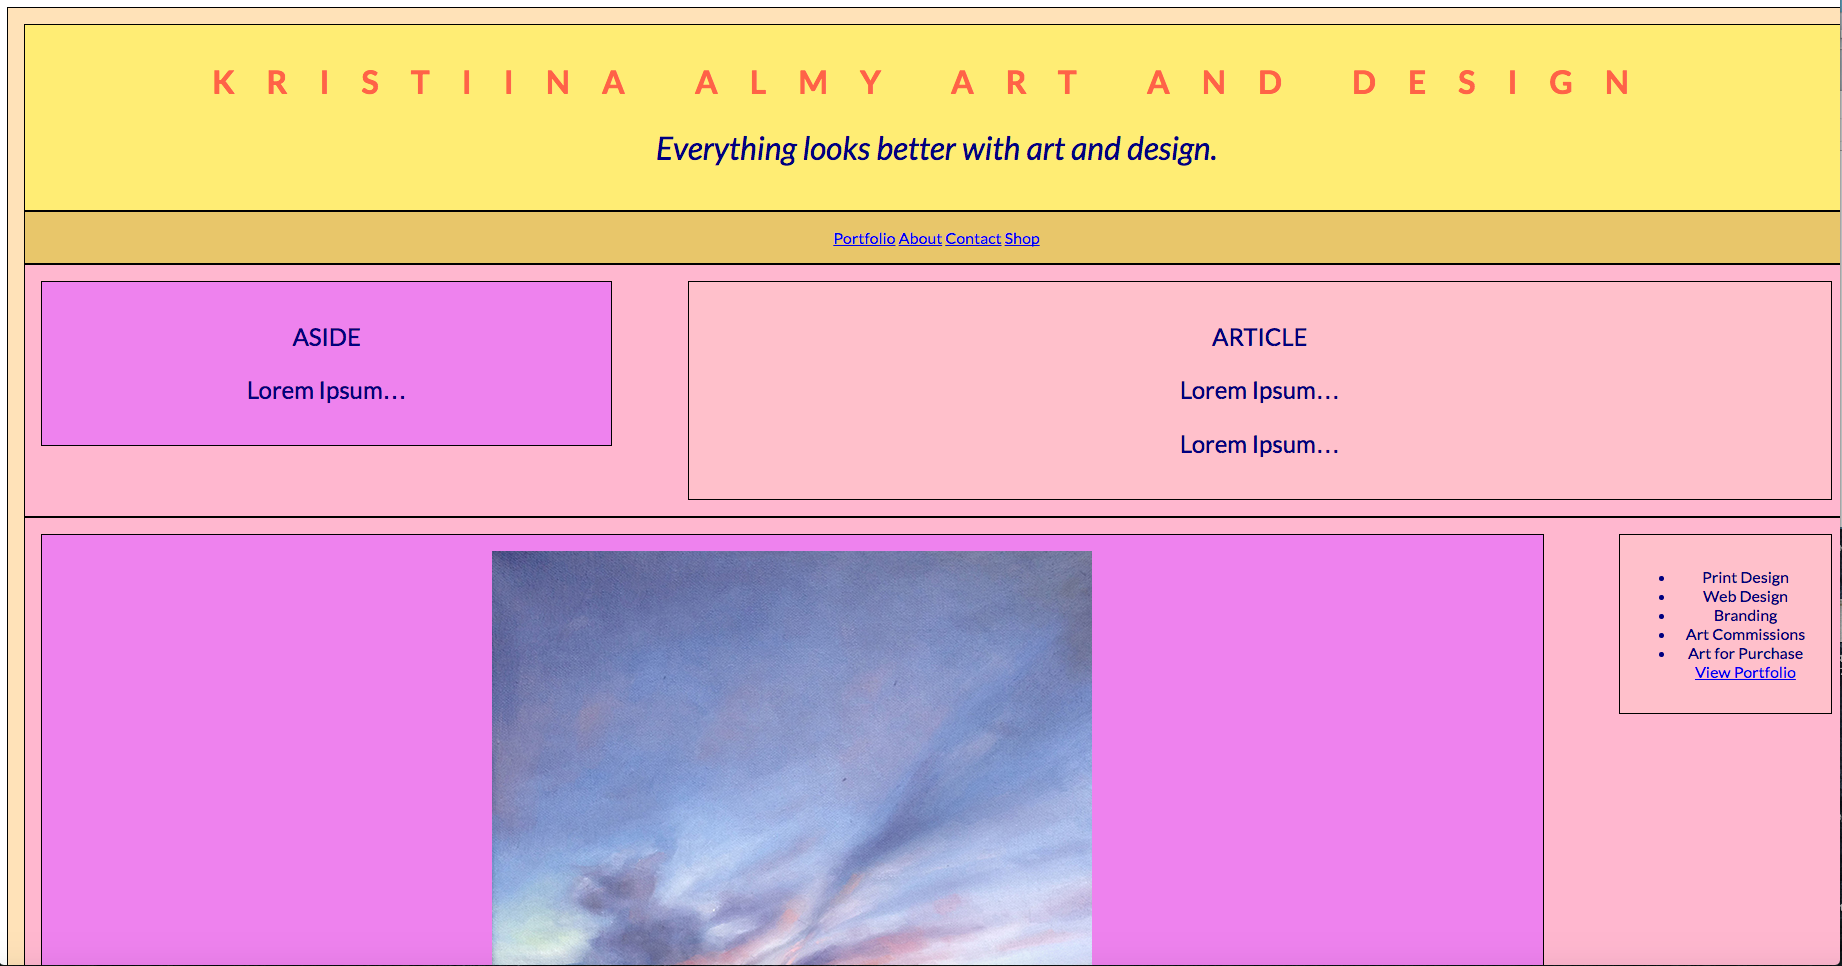 KRISTIINA ALMY ART AND DESIGN
Everything looks better with art and design.
Portfolio About Contact Shop
ASIDE
Lorem Ipsum…
ARTICLE
Lorem Ipsum…
Lorem Ipsum…
Print Design
Web Design
Branding
Art Commissions
Art for Purchase
View Portfolio